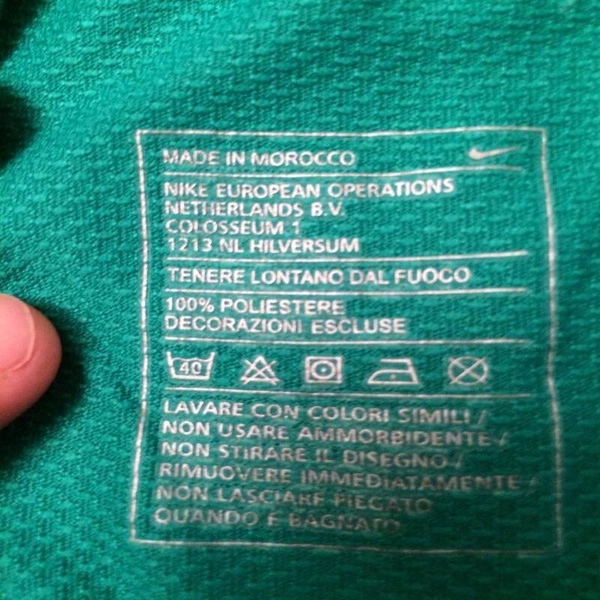 MADE IN MOROCCO
NIKE EUROPEAN OPERATIONS
NETHERLANDS B.V.
COLOSSEUM 1
1213 NL HILVERSUM
TENERE LONTANO DAL FUOCO
100% POLIESTERE
DECORAZIONI ESCLUSE
40
LAVARE CON COLORI SIMILI /
NON USARE AMMORBIDENTE /
NON STIRARE IL DISEGNO /
RIMUOVERE IMMEDIATAMENTE /
NON LASCIARE PIEGATO
QUANDO E BAGNATO